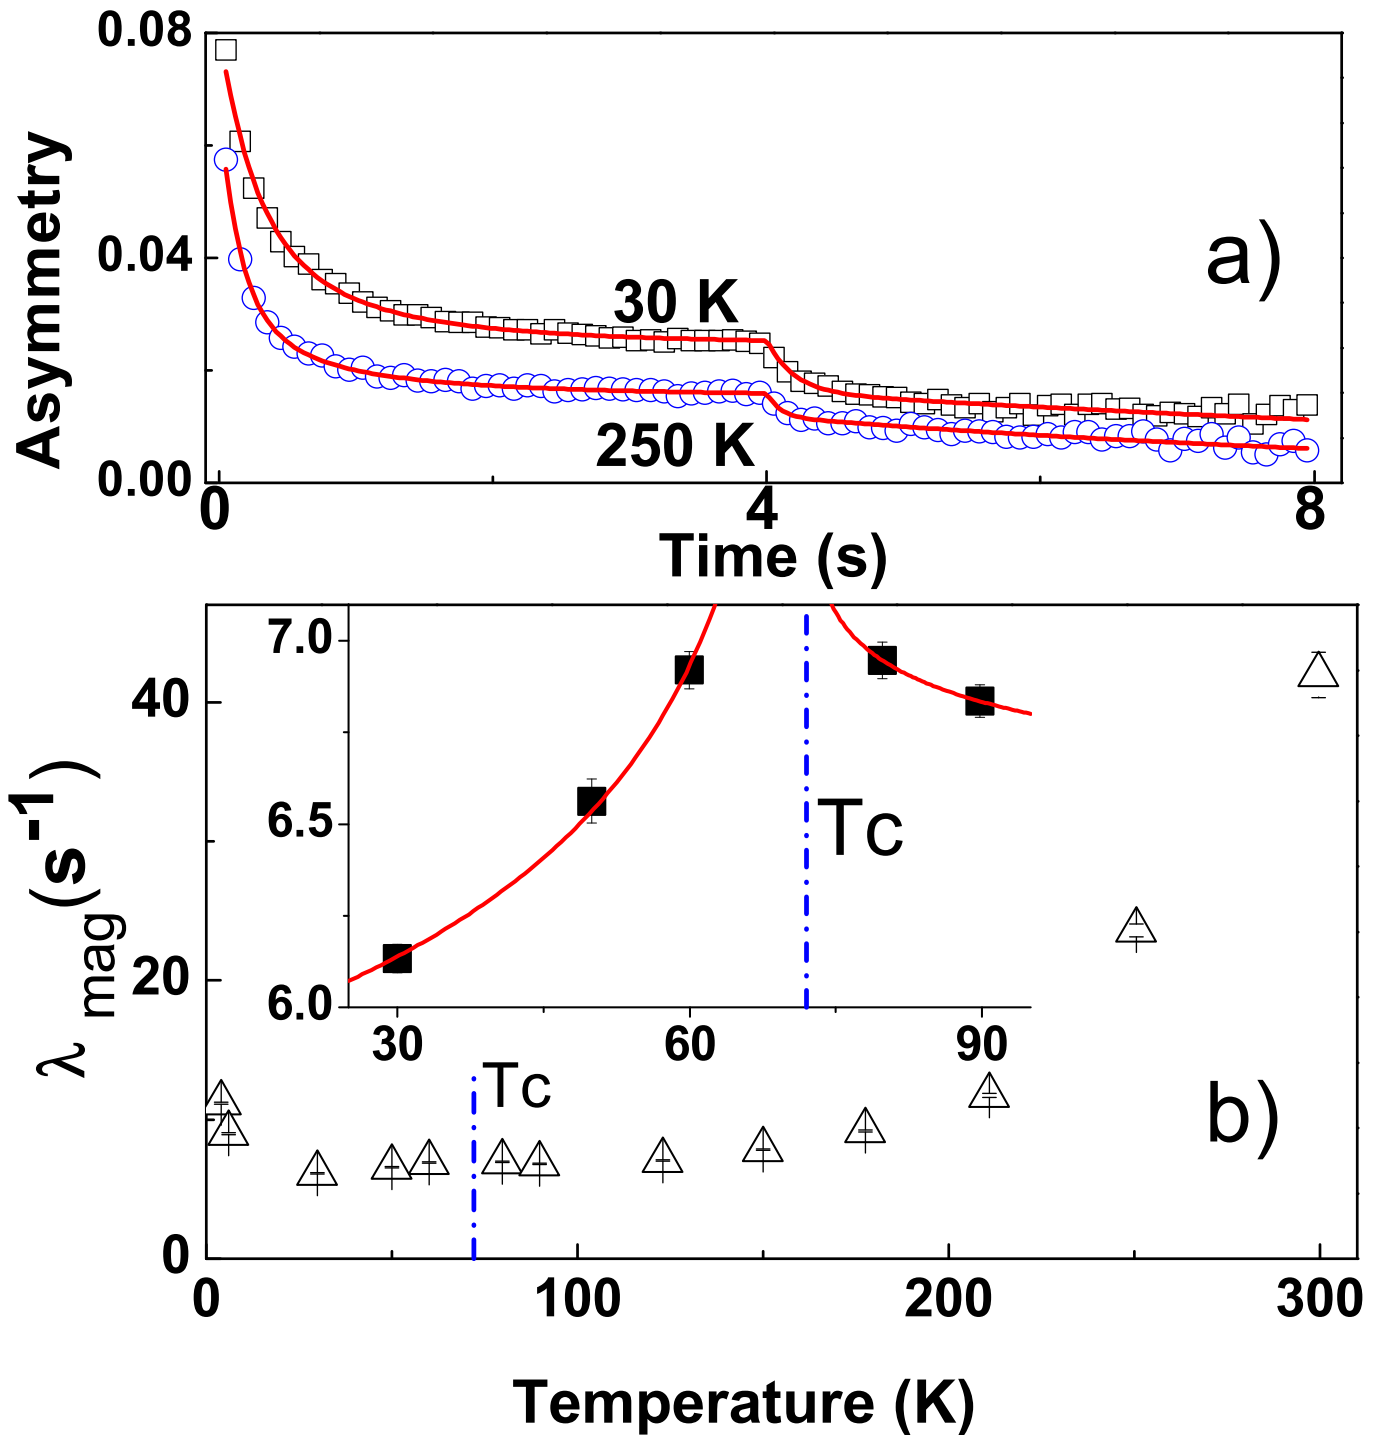 0.08
0.04
0.00
Asymmetry
a)
30 K
250 K
0 4 8
Time (s)
7.0
6.5
6.0
30 60 90
Tc
40
20
0
λ mag(s-1)
Tc
b)
0 100 200 300
Temperature (K)